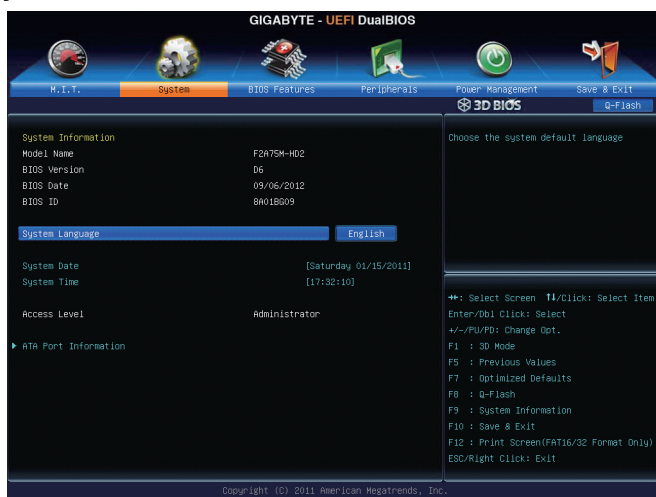 GIGABYTE - UEFI DualBIOS
M.I.T. System BIOS Features Peripherals Power Management Save & Exit
3D BIOS Q-Flash
System Information
Model Name F2A75M-HD2
BIOS Version D6
BIOS Date 09/06/2012
BIOS ID 8A01BG09
System Language English
System Date [Saturday 01/15/2011]
System Time [17:32:10]
Access Level Administrator
ATA Port Information
Choose the system default language
→←: Select Screen ↑↓/Click: Select Item
Enter/Dbl Click: Select
+/-/PU/PD: Change Opt.
F1 : 3D Mode
F5 : Previous Values
F7 : Optimized Defaults
F8 : Q-Flash
F9 : System Information
F10 : Save & Exit
F12 : Print Screen(FAT16/32 Format Only)
ESC/Right Click: Exit
Copyright (C) 2011 American Megatrends, Inc.